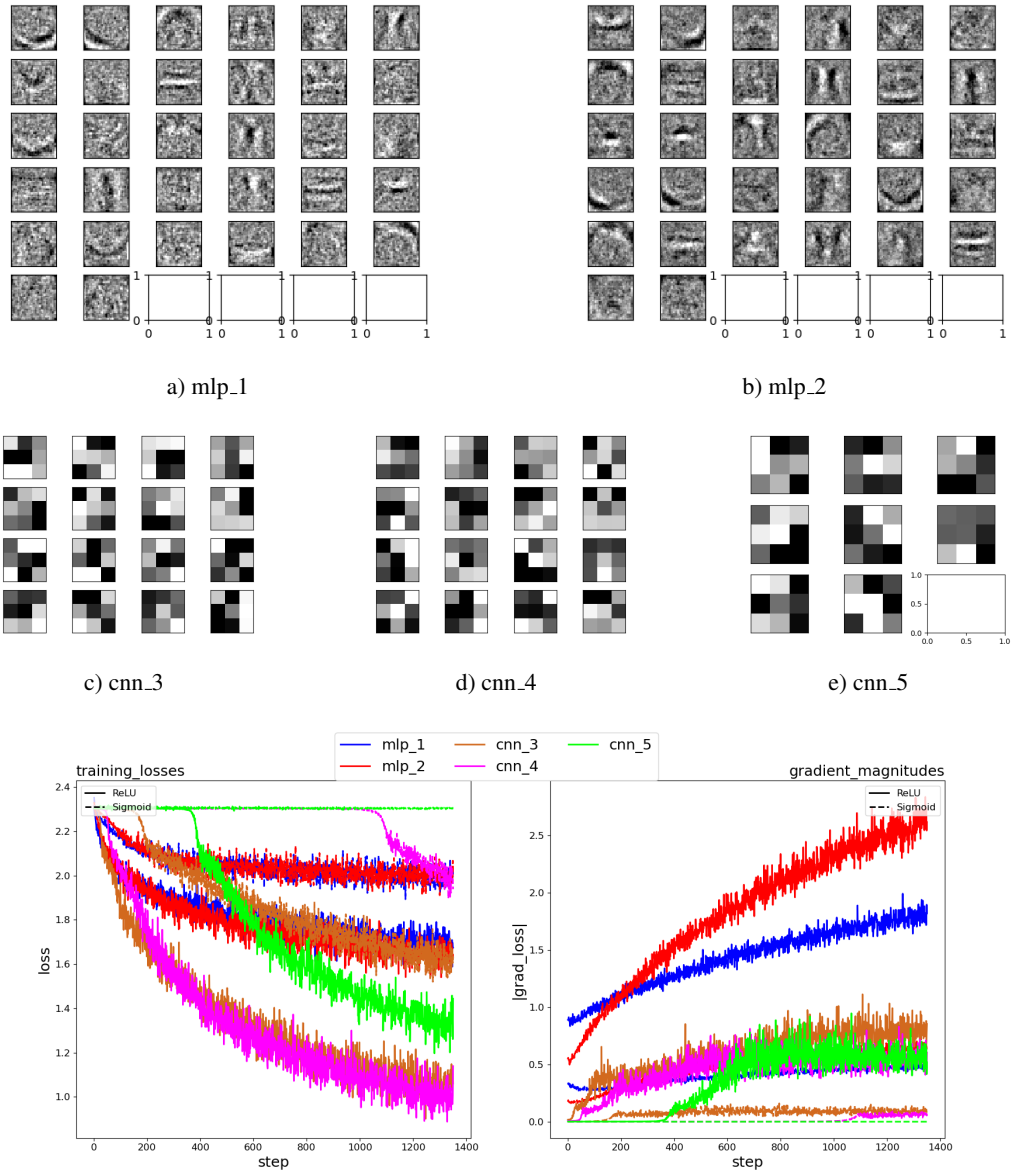 1 1 1 1
0 0 0 0
0 1 0 1 0 1 0 1
1 1 1 1
0 0 0 0
0 1 0 1 0 1 0 1
a) mlp_1
b) mlp_2
1.0
0.5
0.0
0.0 0.5 1.0
c) cnn_3
d) cnn_4
e) cnn_5
mlp_1 cnn_3 cnn_5
mlp_2 cnn_4
training_losses
ReLU
Sigmoid
2.4
2.2
2.0
1.8
1.6
1.4
1.2
1.0
loss
0 200 400 600 800 1000 1200 1400
step
gradient_magnitudes
ReLU
Sigmoid
2.5
2.0
1.5
1.0
0.5
0.0
|grad_loss|
0 200 400 600 800 1000 1200 1400
step